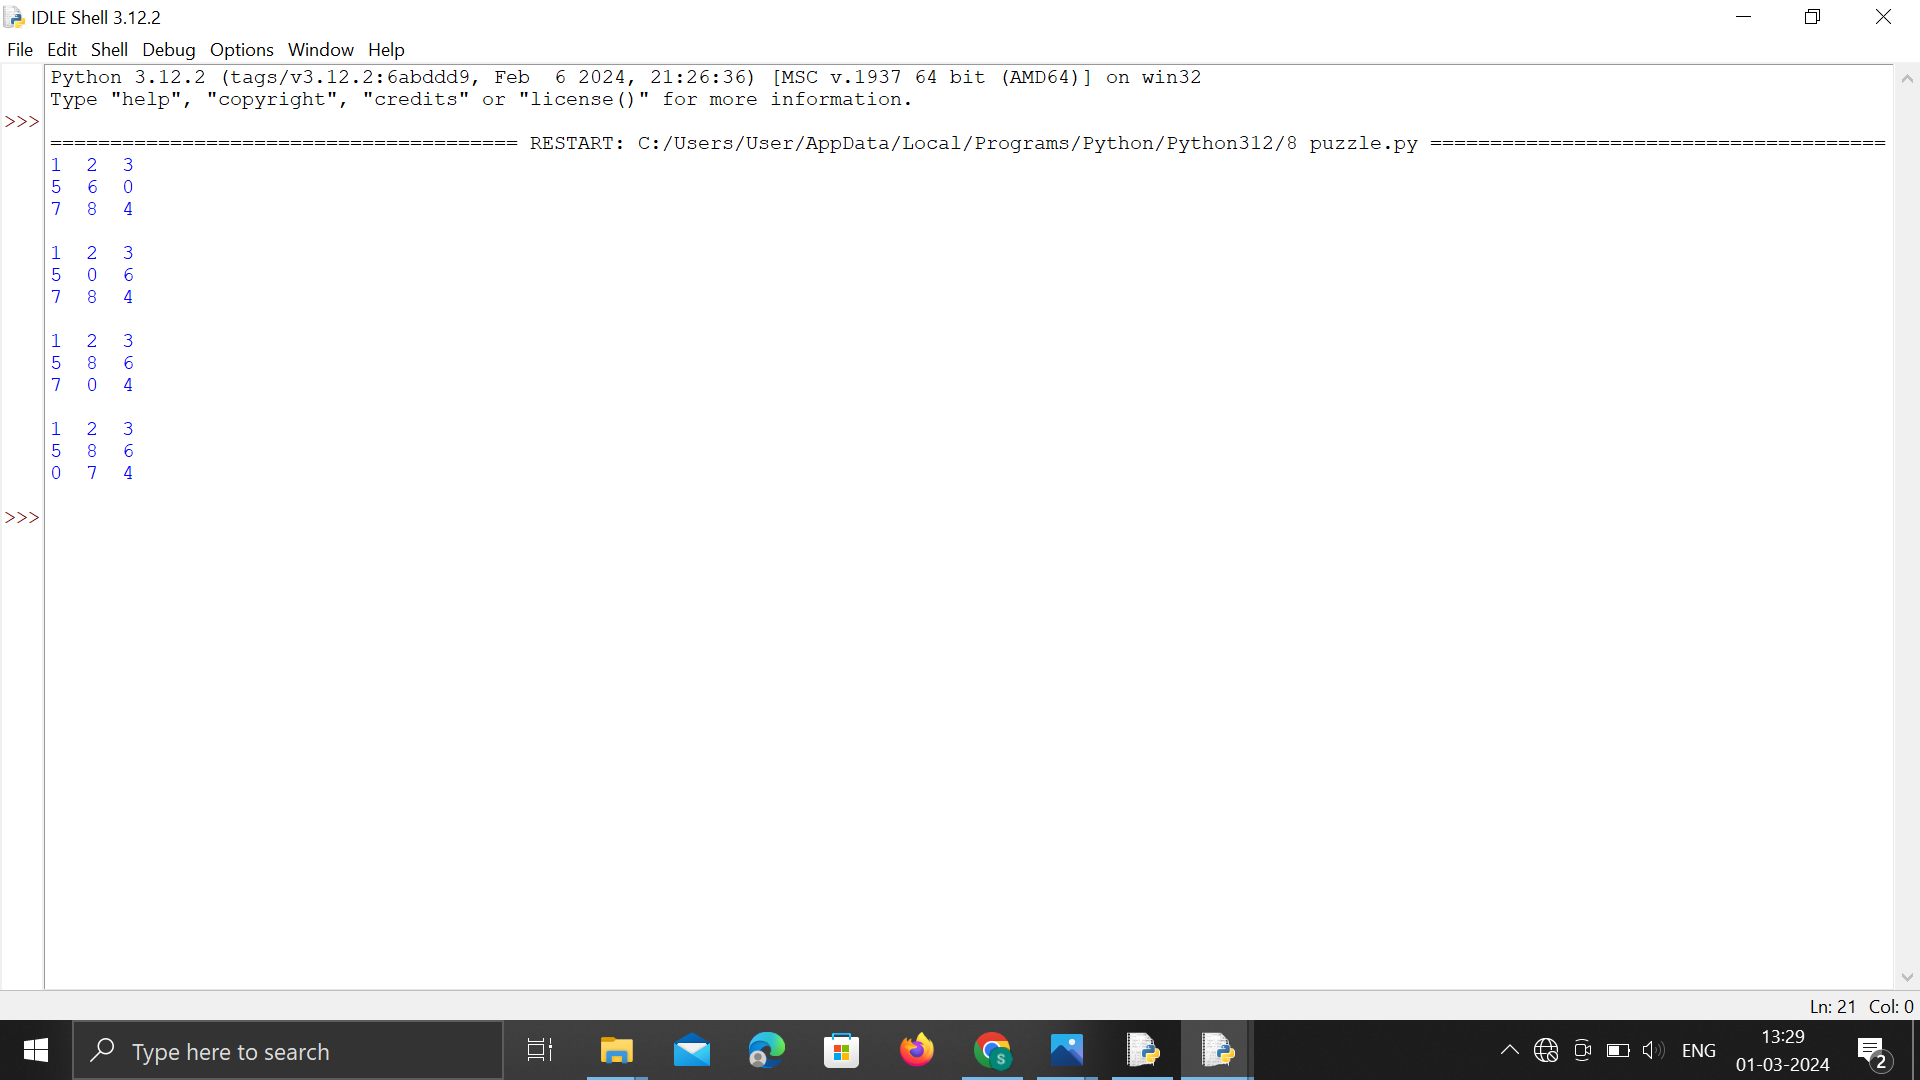 IDLE Shell 3.12.2
File Edit Shell Debug Options Window Help
Python 3.12.2 (tags/v3.12.2:6abddd9, Feb  6 2024, 21:26:36) [MSC v.1937 64 bit (AMD64)] on win32
Type "help", "copyright", "credits" or "license()" for more information.
>>>
======================================= RESTART: C:/Users/User/AppData/Local/Programs/Python/Python312/8 puzzle.py ======================================
1  2  3
5  6  0
7  8  4
1  2  3
5  0  6
7  8  4
1  2  3
5  8  6
7  0  4
1  2  3
5  8  6
0  7  4
>>>
Ln: 21 Col: 0
Type here to search
S
ENG
13:29
01-03-2024
2